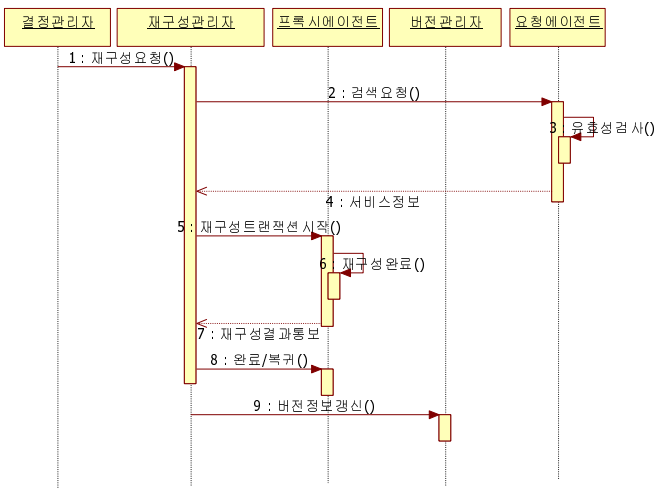 결정관리자
재구성관리자
프록시에이전트
버전관리자
요청에이전트
1 : 재구성요청()
2 : 검색요청()
3 : 유효성검사()
4 : 서비스정보
5 : 재구성트랜잭션시작()
6 : 재구성완료()
7 : 재구성결과통보
8 : 완료/복귀()
9 : 버전정보갱신()